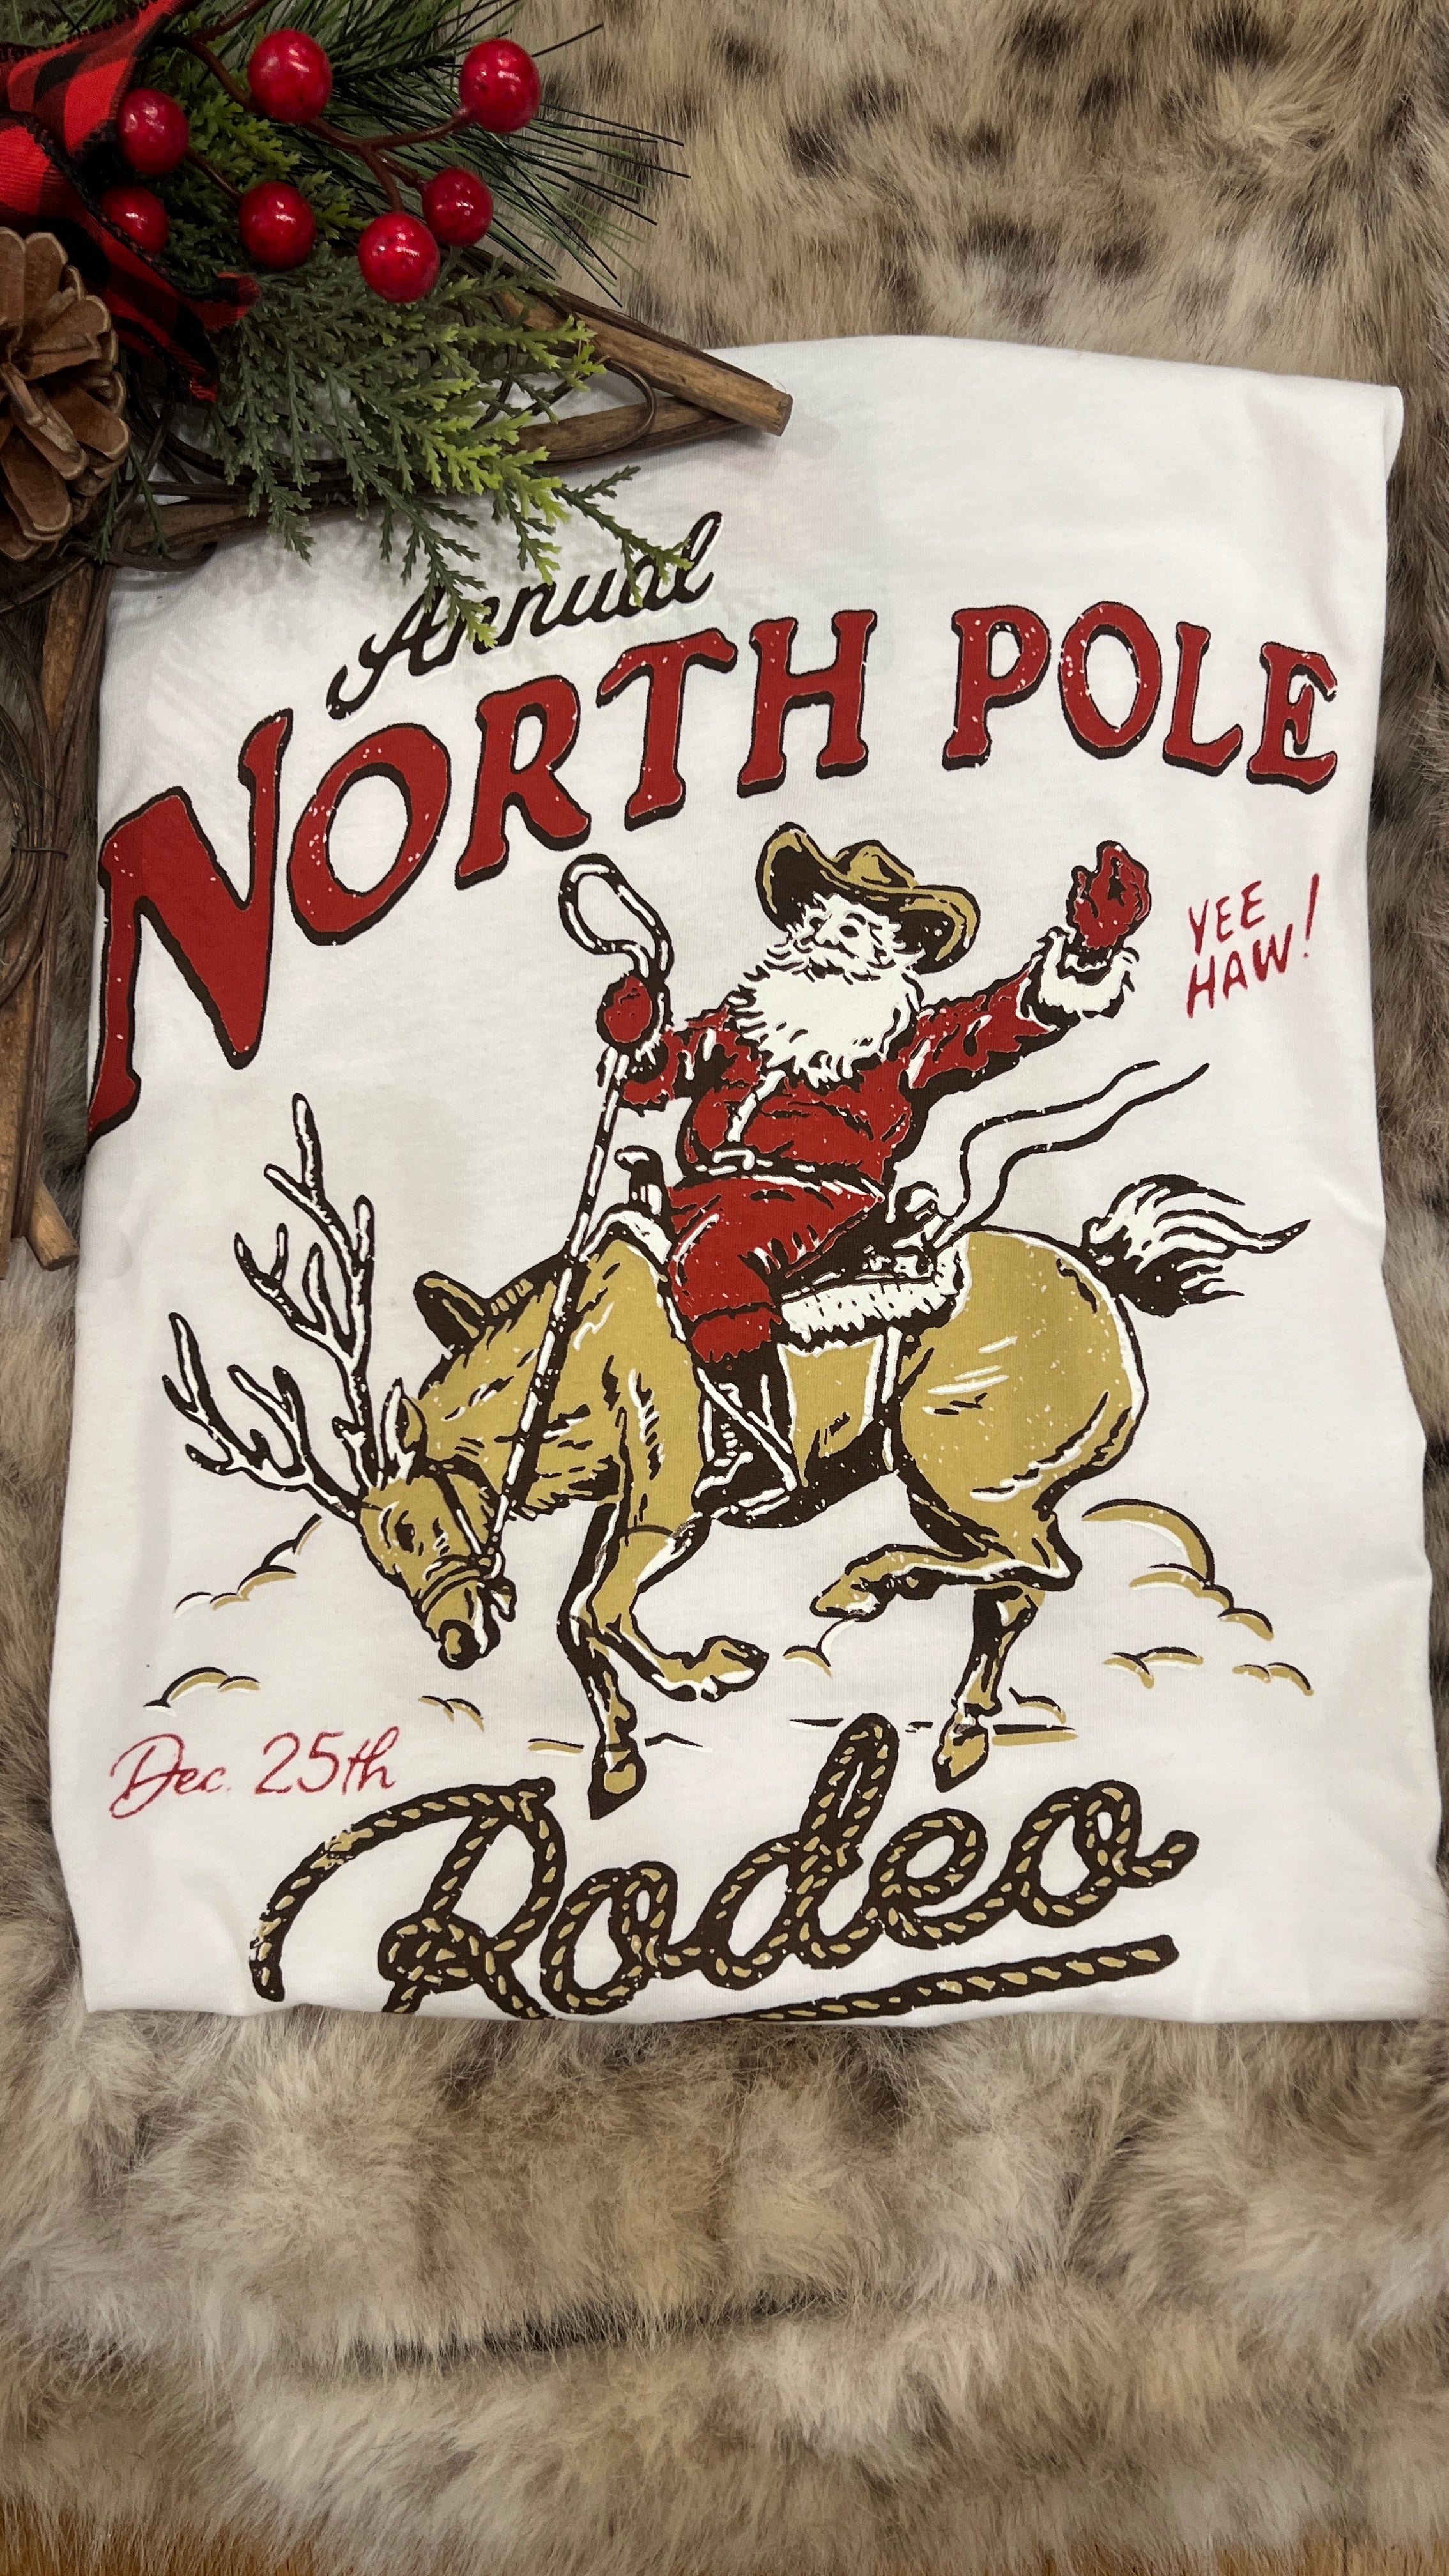 Annual
NORTH POLE
YEE
HAW!
Dec. 25th
Rodeo